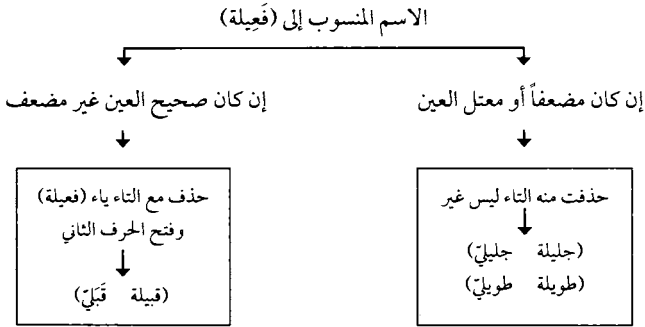 الاسم المنسوب إلى (فَعِيلة)
إن كان مضعفاً أو معتل العين
حذفت منه التاء ليس غير
(جليلة جليليّ)
(طويلة طويليّ)
إن كان صحيح العين غير مضعف
حذف مع التاء ياء (فعيلة)
وفتح الحرف الثاني
(قبيلة قَبَليّ)